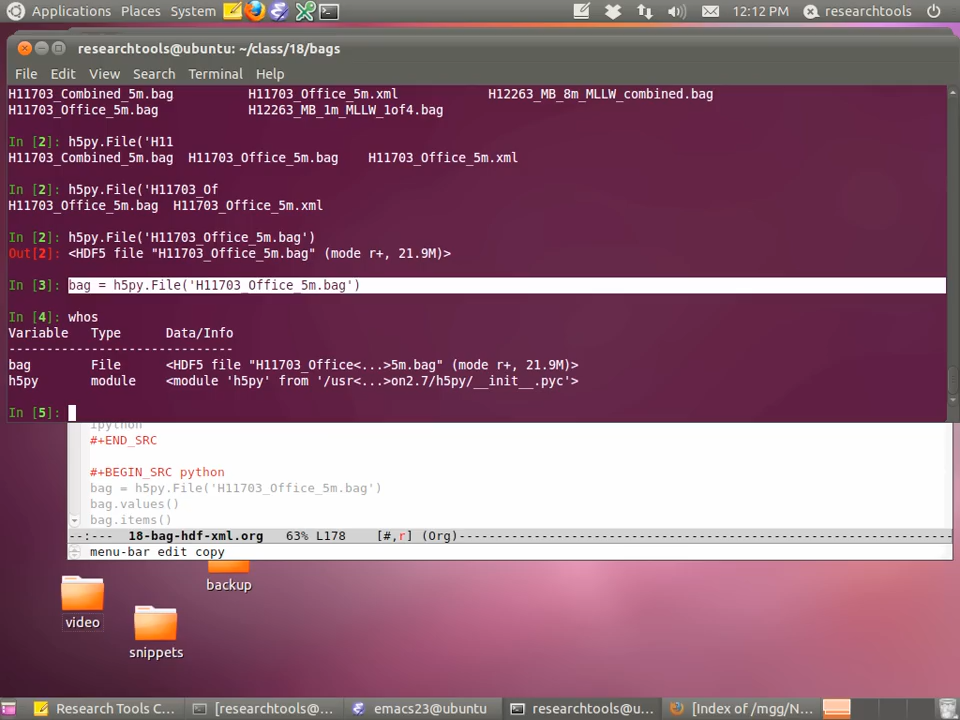 Applications Places System 12:12 PM researchtools
researchtools@ubuntu: ~/class/18/bags
File Edit View Search Terminal Help
H11703_Combined_5m.bag H11703_Office_5m.xml H12263_MB_8m_MLLW_combined.bag
H11703_Office_5m.bag H12263_MB_1m_MLLW_1of4.bag
In [2]: h5py.File('H11
H11703_Combined_5m.bag H11703_Office_5m.bag H11703_Office_5m.xml
In [2]: h5py.File('H11703_Of
H11703_Office_5m.bag H11703_Office_5m.xml
In [2]: h5py.File('H11703_Office_5m.bag')
Out[2]: <HDF5 file "H11703_Office_5m.bag" (mode r+, 21.9M)>
In [3]: bag = h5py.File('H11703_Office_5m.bag')
In [4]: whos
Variable Type Data/Info
------------------------------
bag File <HDF5 file "H11703_Office<...>5m.bag" (mode r+, 21.9M)>
h5py module <module 'h5py' from '/usr<...>on2.7/h5py/__init__.pyc'>
In [5]:
ipython
#+END_SRC
#+BEGIN_SRC python
bag = h5py.File('H11703_Office_5m.bag')
bag.values()
bag.items()
--:--- 18-bag-hdf-xml.org 63% L178 [#,r] (Org)--------------------------------------------------
menu-bar edit copy
backup
video
snippets
Research Tools C... [researchtools@... emacs23@ubuntu researchtools@u... [Index of /mgg/N...